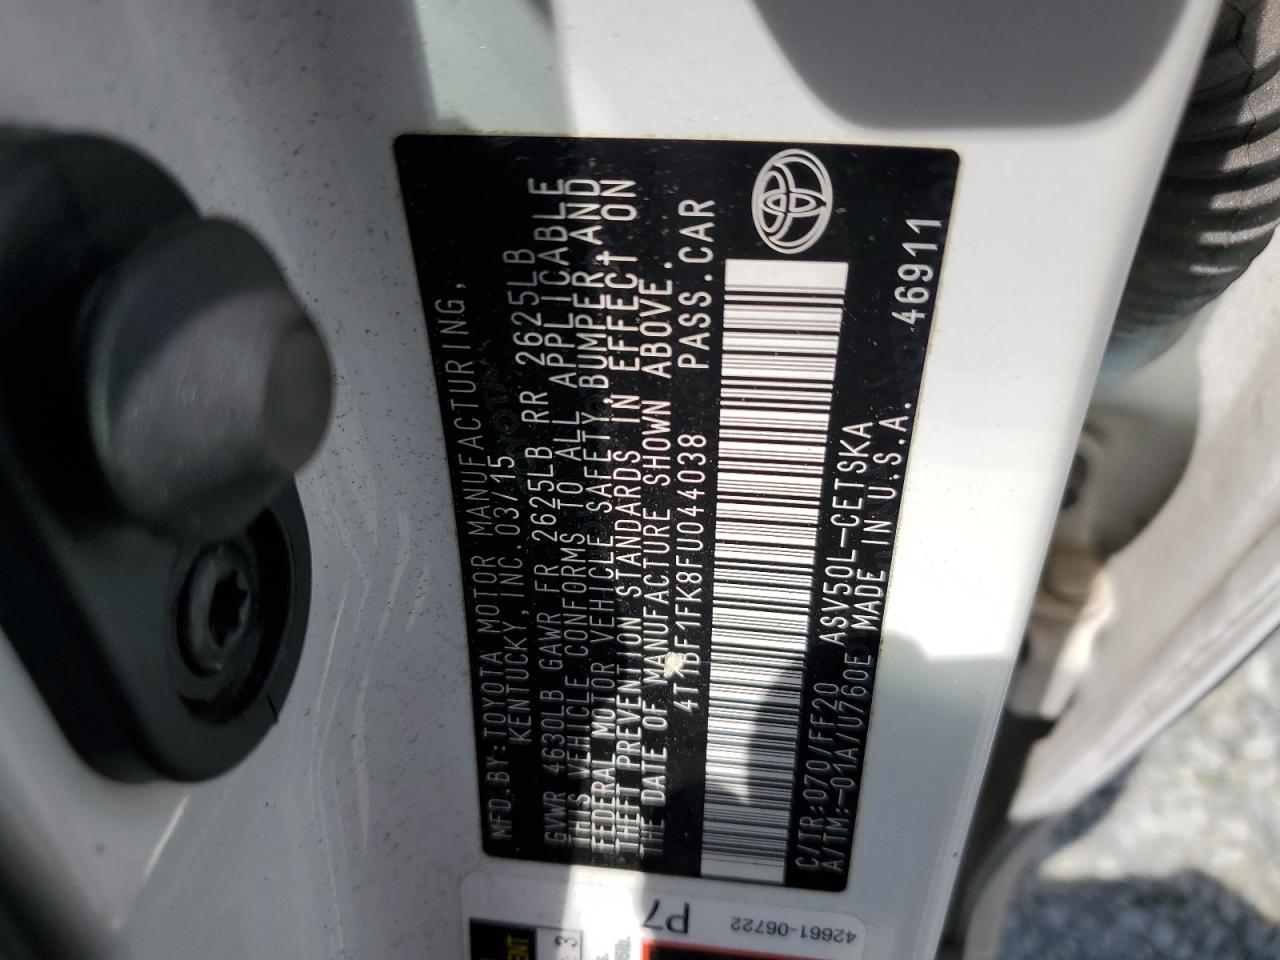 MFD.BY:TOYOTA MOTOR MANUFACTURING,
KENTUCKY, INC. 03/15
GVWR 4630LB GAWR FR 2625LB RR 2625LB
THIS VEHICLE CONFORMS TO ALL APPLICABLE
FEDERAL MOTOR VEHICLE SAFETY,BUMPER,AND
THEFT PREVENTION STANDARDS IN EFFECT ON
THE DATE OF MANUFACTURE SHOWN ABOVE.
4T1BF1FK8FU044038 PASS.CAR
C/TR:070/FF20 ASV50L-CETSKA
A/TM:-01A/U760E MADE IN U.S.A. 46911
P7
42661-06722
3